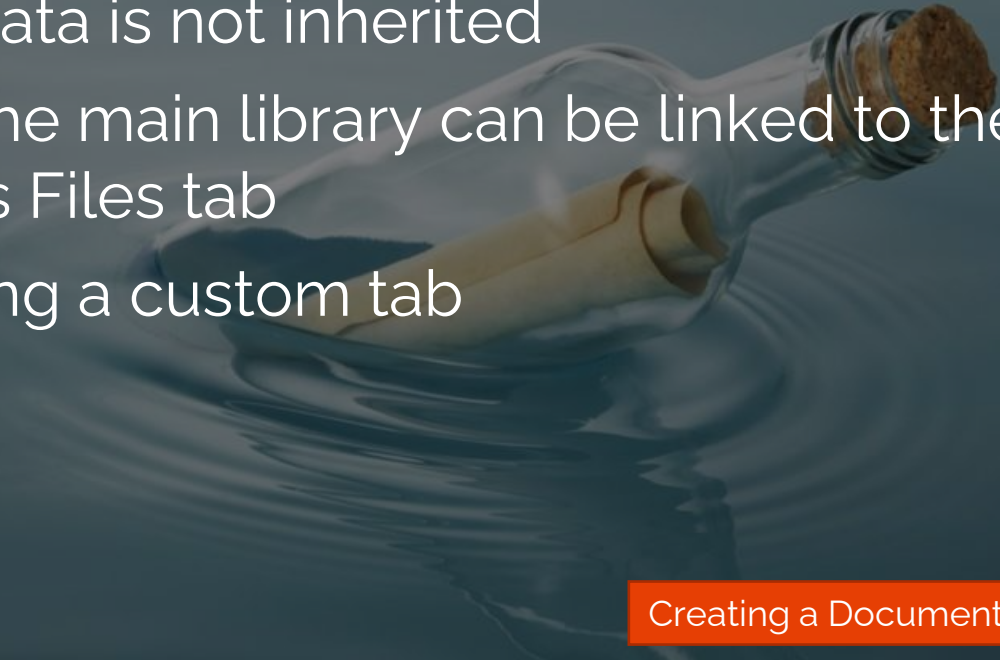 ata is not inherited
he main library can be linked to the
s Files tab
ng a custom tab
Creating a Document